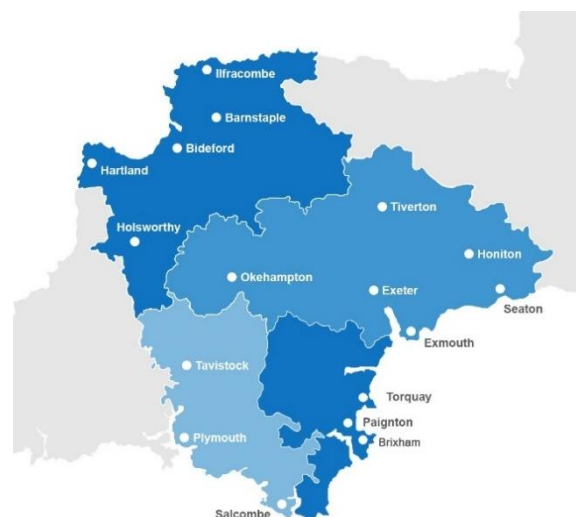 Ilfracombe
Barnstaple
Bideford
Hartland
Tiverton
Holsworthy
Honiton
Okehampton
Exeter
Seaton
Exmouth
Tavistock
Torquay
Paignton
Plymouth
Brixham
Salcombe